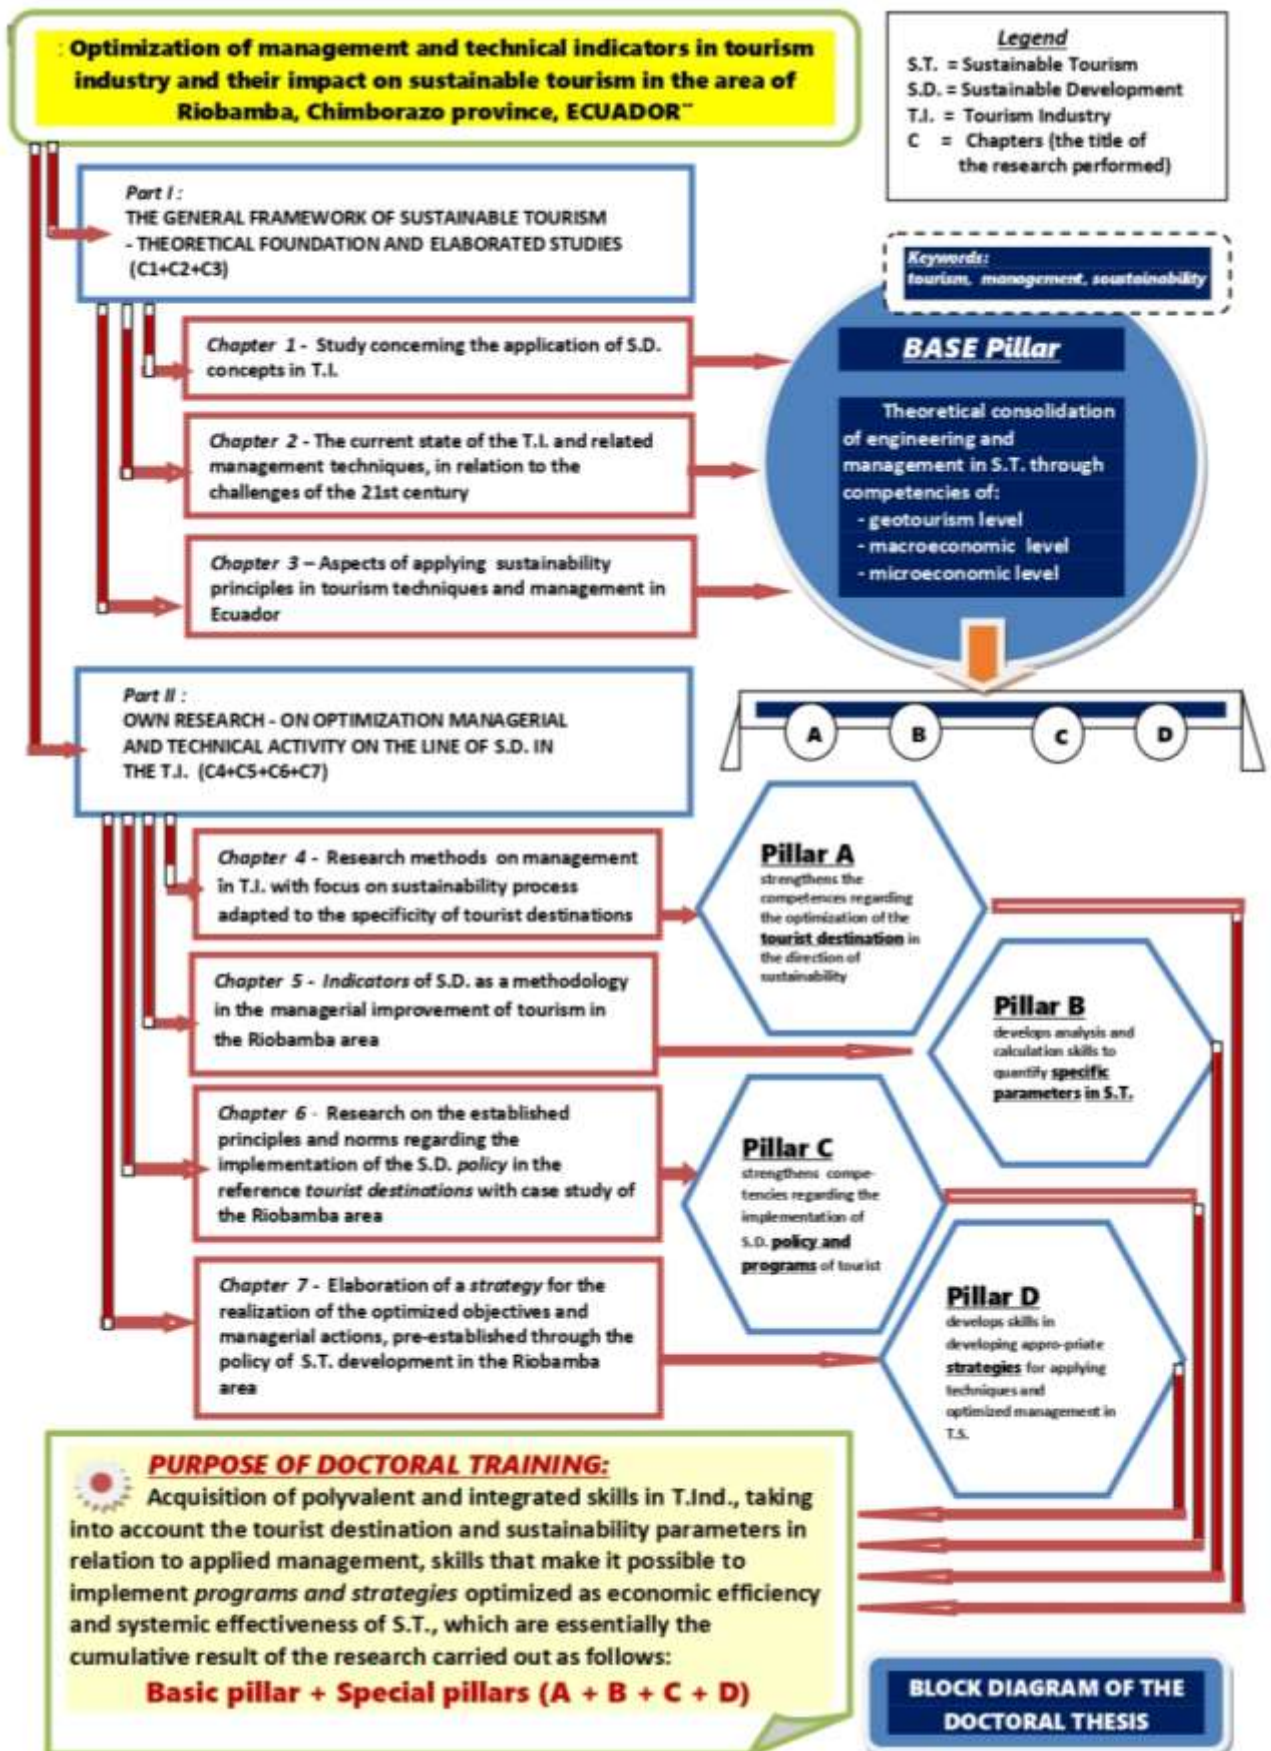 : Optimization of management and technical indicators in tourism
industry and their impact on sustainable tourism in the area of
Riobamba, Chimborazo province, ECUADOR¨
Legend
S.T. = Sustainable Tourism
S.D. = Sustainable Development
T.I. = Tourism Industry
C = Chapters (the title of
the research performed)
Part I :
THE GENERAL FRAMEWORK OF SUSTAINABLE TOURISM
- THEORETICAL FOUNDATION AND ELABORATED STUDIES
(C1+C2+C3)
Keywords:
tourism, management, soustainability
Chapter 1 - Study concerning the application of S.D.
concepts in T.I.
Chapter 2 - The current state of the T.I. and related
management techniques, in relation to the
challenges of the 21st century
Chapter 3 – Aspects of applying sustainability
principles in tourism techniques and management in
Ecuador
BASE Pillar
Theoretical consolidation
of engineering and
management in S.T. through
competencies of:
- geotourism level
- macroeconomic level
- microeconomic level
A B C D
Part II :
OWN RESEARCH - ON OPTIMIZATION MANAGERIAL
AND TECHNICAL ACTIVITY ON THE LINE OF S.D. IN
THE T.I. (C4+C5+C6+C7)
Chapter 4 - Research methods on management
in T.I. with focus on sustainability process
adapted to the specificity of tourist destinations
Pillar A
strengthens the
competences regarding
the optimization of the
tourist destination in
the direction of
sustainability
Chapter 5 - Indicators of S.D. as a methodology
in the managerial improvement of tourism in
the Riobamba area
Pillar B
develops analysis and
calculation skills to
quantify specific
parameters in S.T.
Chapter 6 - Research on the established
principles and norms regarding the
implementation of the S.D. policy in the
reference tourist destinations with case study of
the Riobamba area
Pillar C
strengthens compe-
tencies regarding the
implementation of
S.D. policy and
programs of tourist
Chapter 7 - Elaboration of a strategy for the
realization of the optimized objectives and
managerial actions, pre-established through the
policy of S.T. development in the Riobamba
area
Pillar D
develops skills in
developing appro-priate
strategies for applying
techniques and
optimized management in
T.S.
PURPOSE OF DOCTORAL TRAINING:
Acquisition of polyvalent and integrated skills in T.Ind., taking
into account the tourist destination and sustainability parameters in
relation to applied management, skills that make it possible to
implement programs and strategies optimized as economic efficiency
and systemic effectiveness of S.T., which are essentially the
cumulative result of the research carried out as follows:
Basic pillar + Special pillars (A + B + C + D)
BLOCK DIAGRAM OF THE
DOCTORAL THESIS